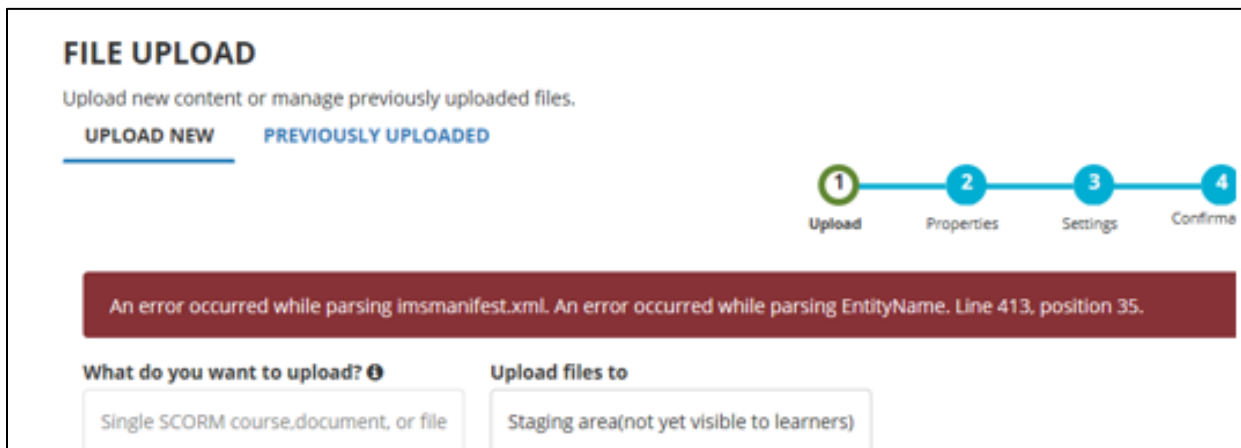 FILE UPLOAD
Upload new content or manage previously uploaded files.
UPLOAD NEW PREVIOUSLY UPLOADED
1 2 3 4
Upload Properties Settings Confirma
An error occurred while parsing imsmanifest.xml. An error occurred while parsing EntityName. Line 413, position 35.
What do you want to upload? Upload files to
Single SCORM course,document, or file Staging area(not yet visible to learners)